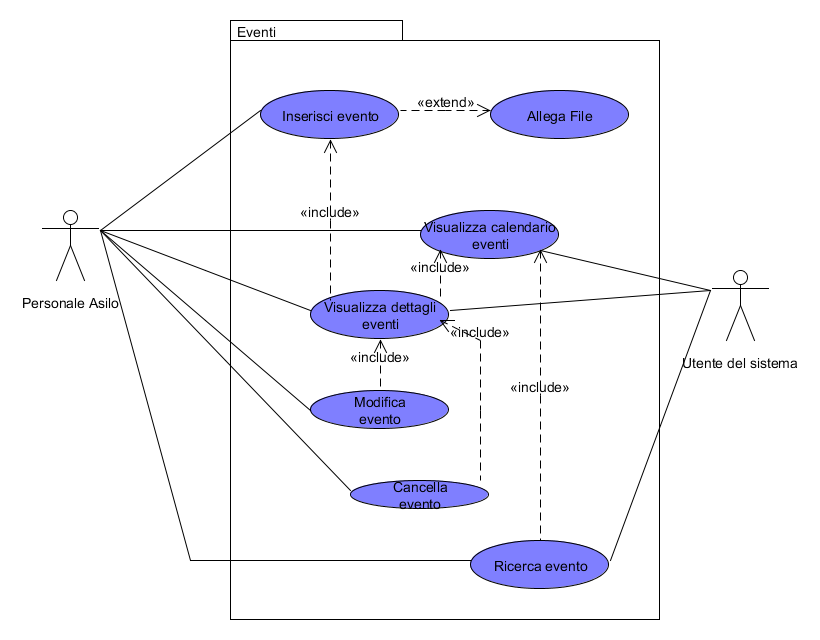 Eventi
Inserisci evento
«extend»
Allega File
«include»
Visualizza calendario
eventi
«include»
Personale Asilo
Visualizza dettagli
eventi
«include»
«include»
Utente del sistema
«include»
Modifica
evento
Cancella
evento
Ricerca evento